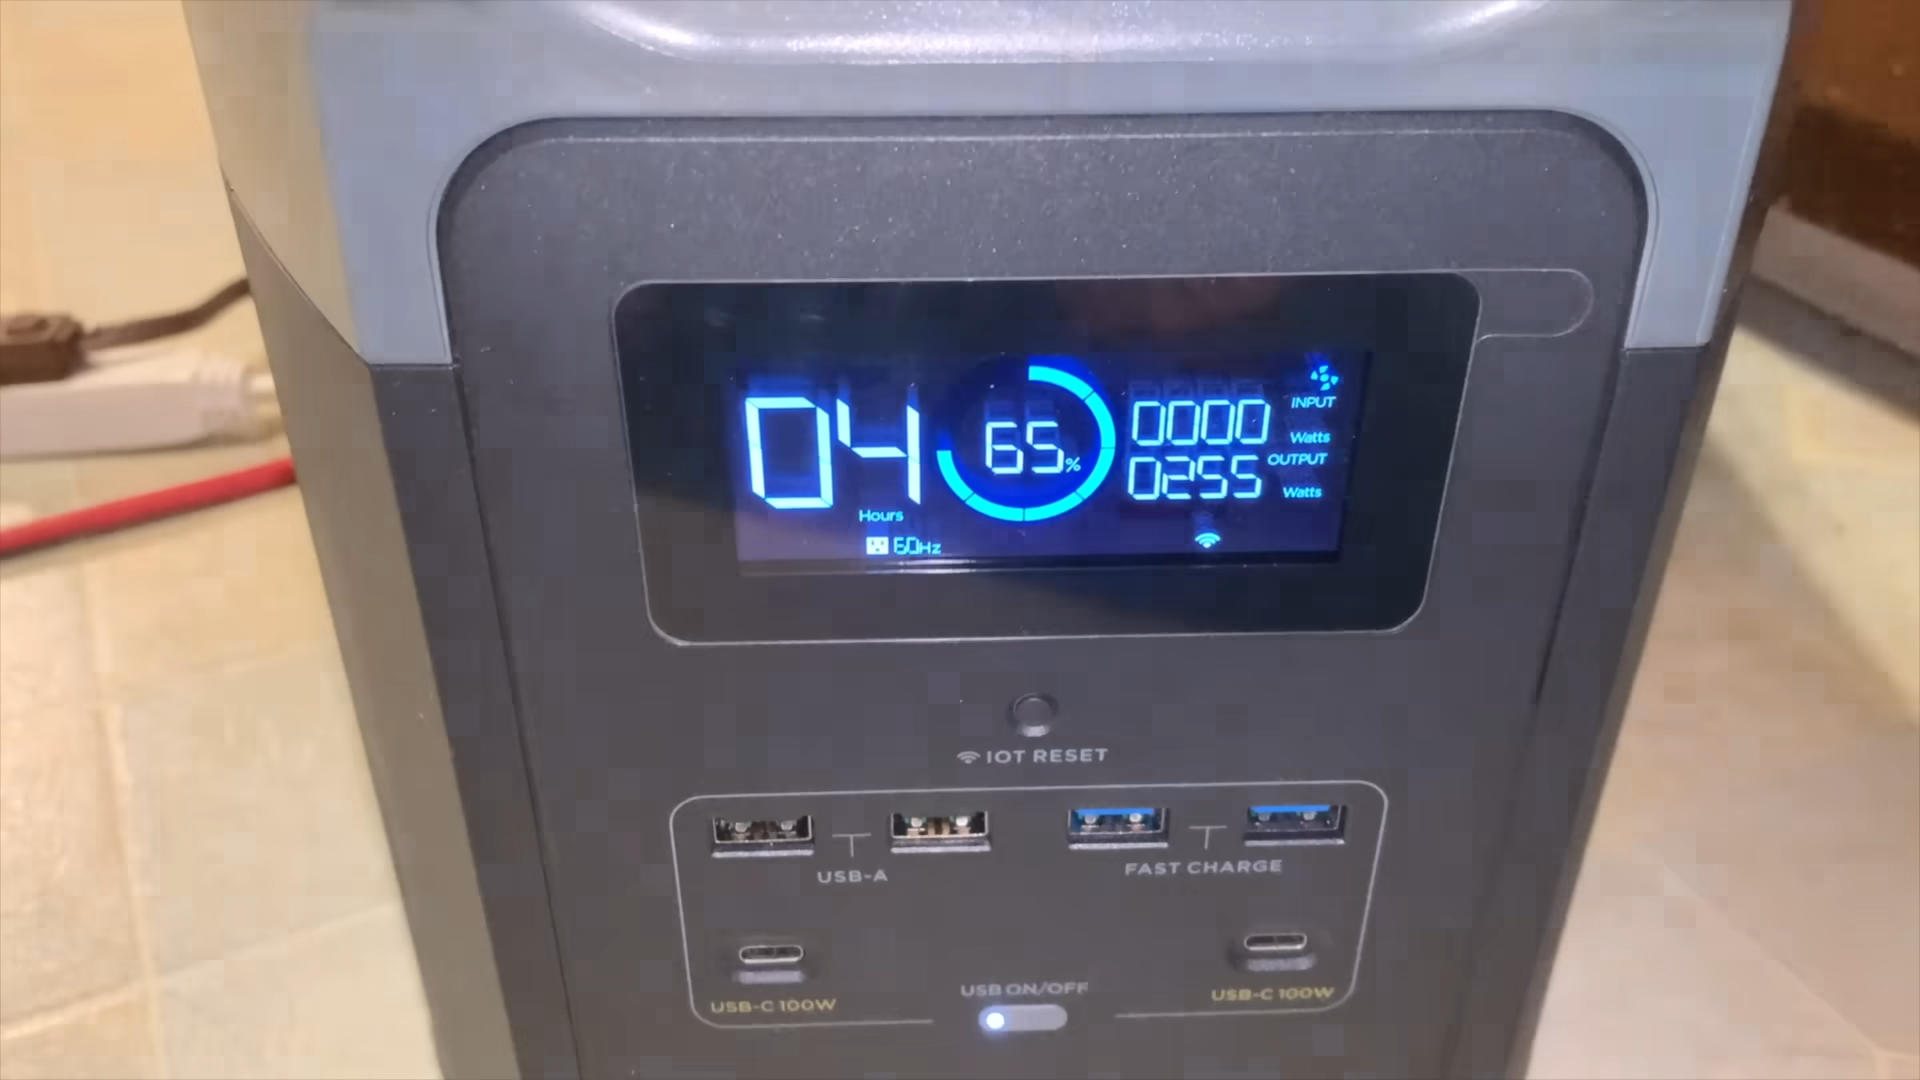 04
Hours
60Hz
65%
0000
INPUT
Watts
0255
OUTPUT
Watts
IOT RESET
USB-A
FAST CHARGE
USB-C 100W
USB ON/OFF
USB-C 100W